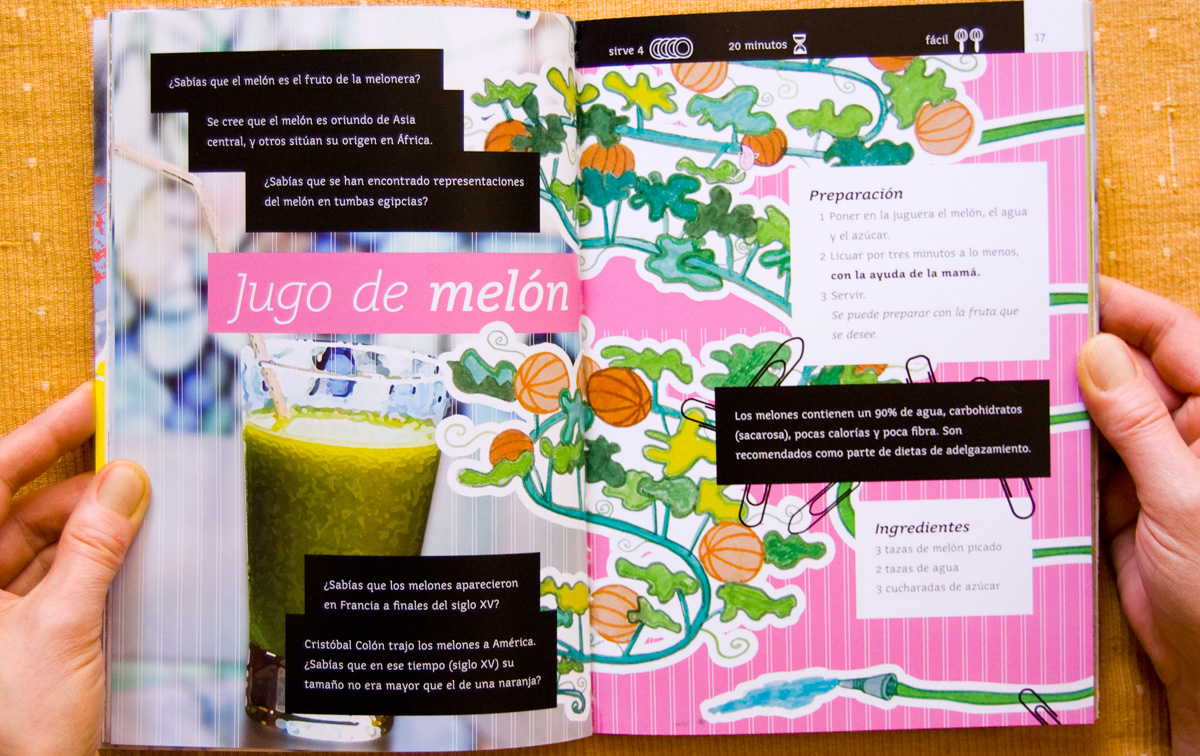 ¿Sabías que el melón es el fruto de la melonera?
Se cree que el melón es oriundo de Asia
central, y otros sitúan su origen en África.
¿Sabías que se han encontrado representaciones
del melón en tumbas egipcias?
Jugo de melón
¿Sabías que los melones aparecieron
en Francia a finales del siglo XV?
Cristóbal Colón trajo los melones a América.
¿Sabías que en ese tiempo (siglo XV) su
tamaño no era mayor que el de una naranja?
sirve 4
20 minutos
fácil
17
Preparación
1 Poner en la juguera el melón, el agua
y el azúcar.
2 Licuar por tres minutos a lo menos,
con la ayuda de la mamá.
3 Servir.
Se puede preparar con la fruta que
se desee.
Los melones contienen un 90% de agua, carbohidratos
(sacarosa), pocas calorías y poca fibra. Son
recomendados como parte de dietas de adelgazamiento.
Ingredientes
3 tazas de melón picado
2 tazas de agua
3 cucharadas de azúcar